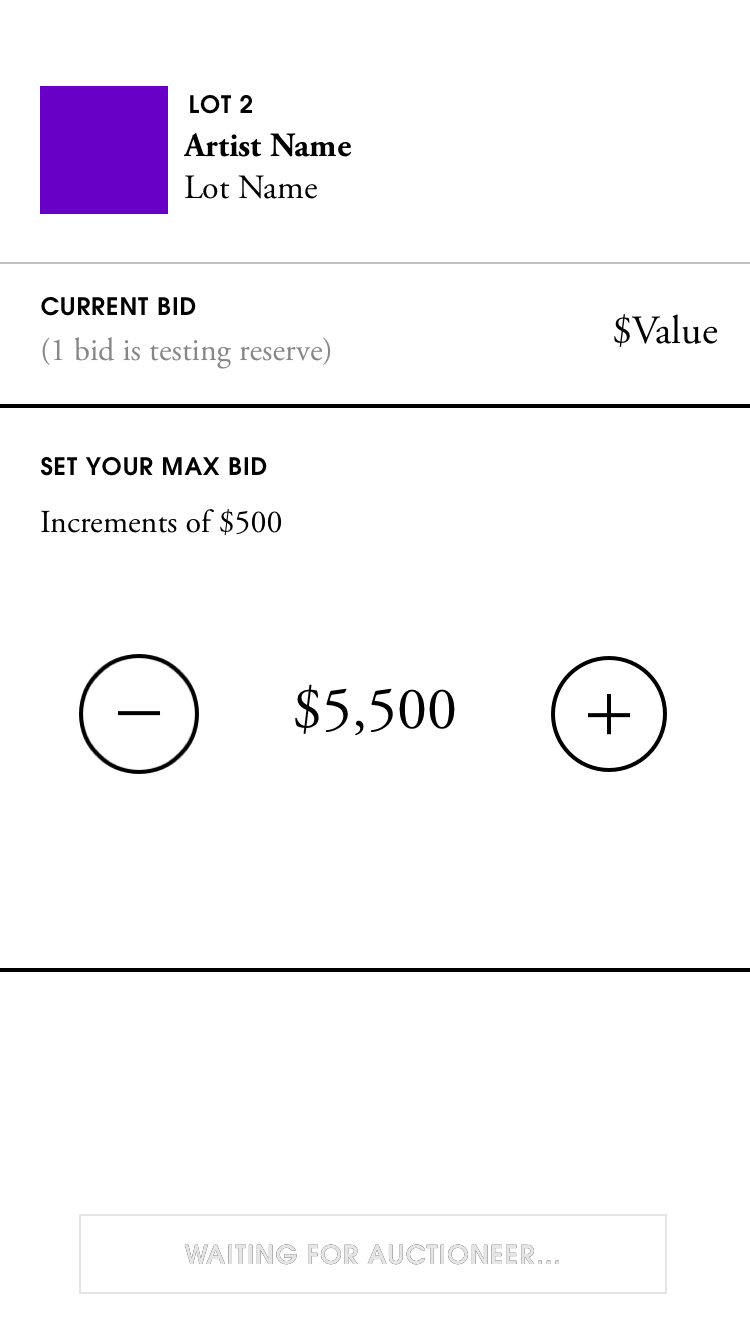 LOT 2
Artist Name
Lot Name
CURRENT BID
(1 bid is testing reserve)
$Value
SET YOUR MAX BID
Increments of $500
$5,500
WAITING FOR AUCTIONEER...